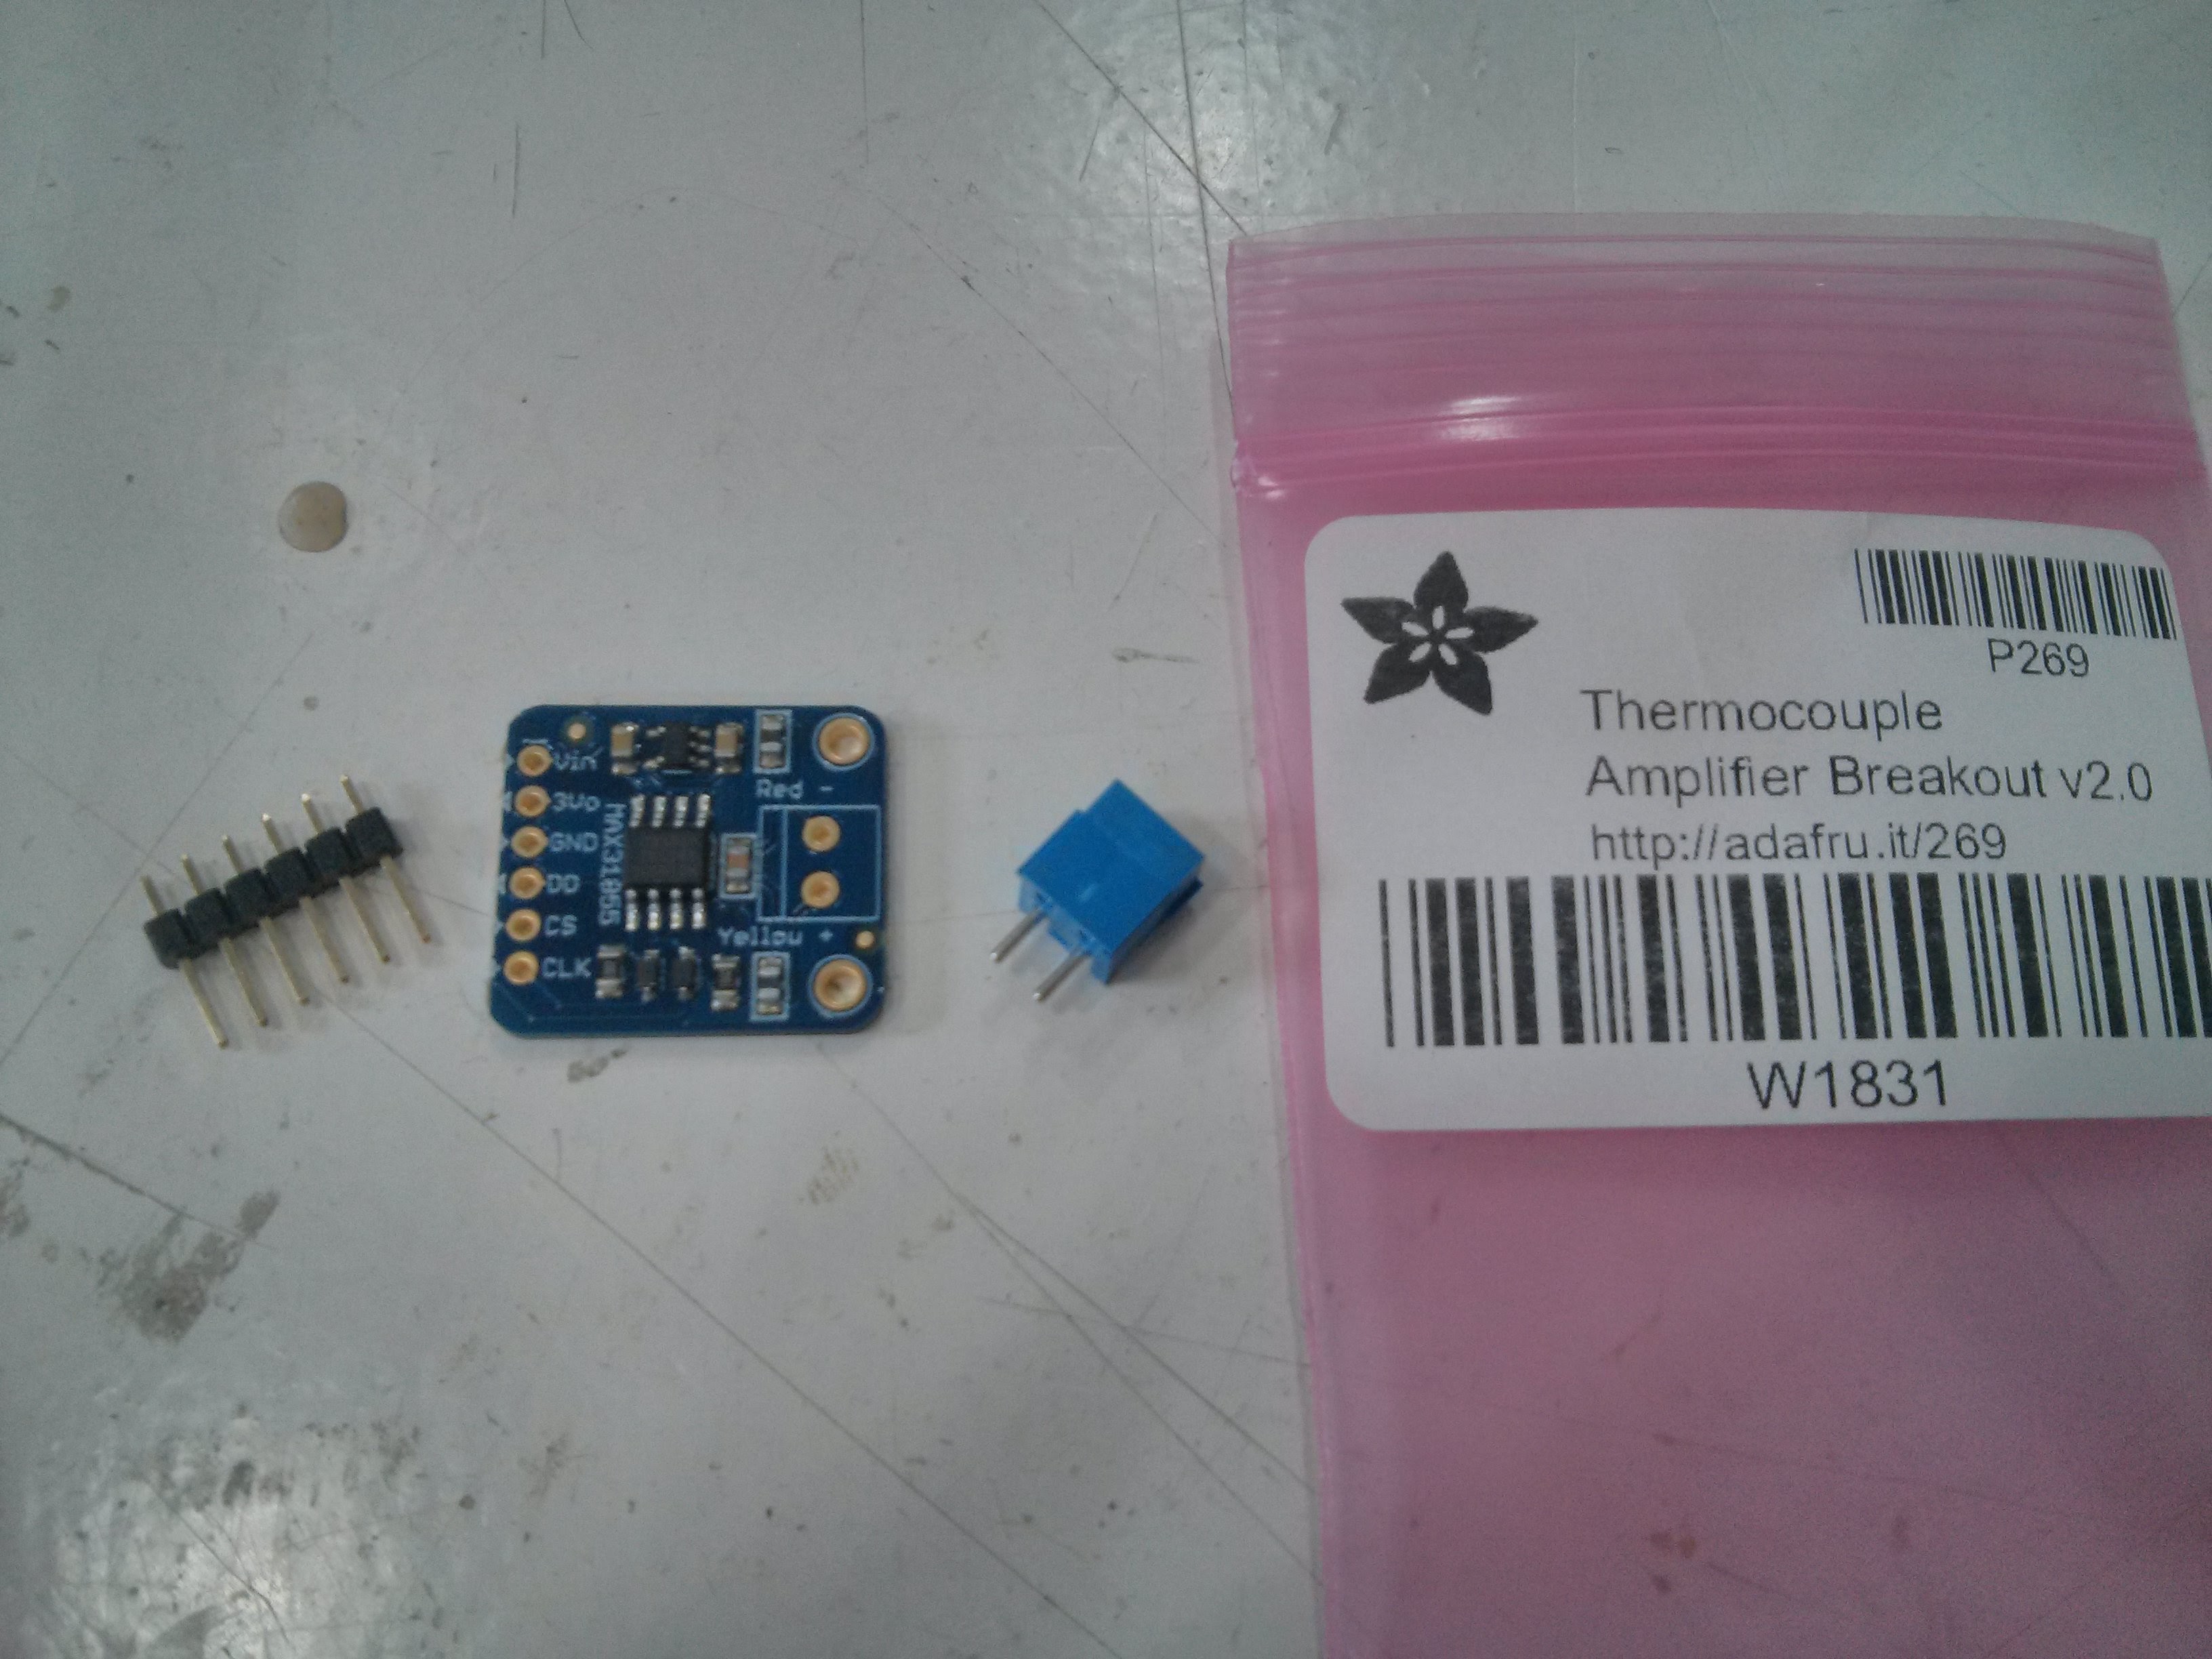 Vin
3Vo
GND
DO
CS
CLK
MAX31855
Red -
Yellow +
P269
Thermocouple
Amplifier Breakout v2.0
http://adafru.it/269
W1831